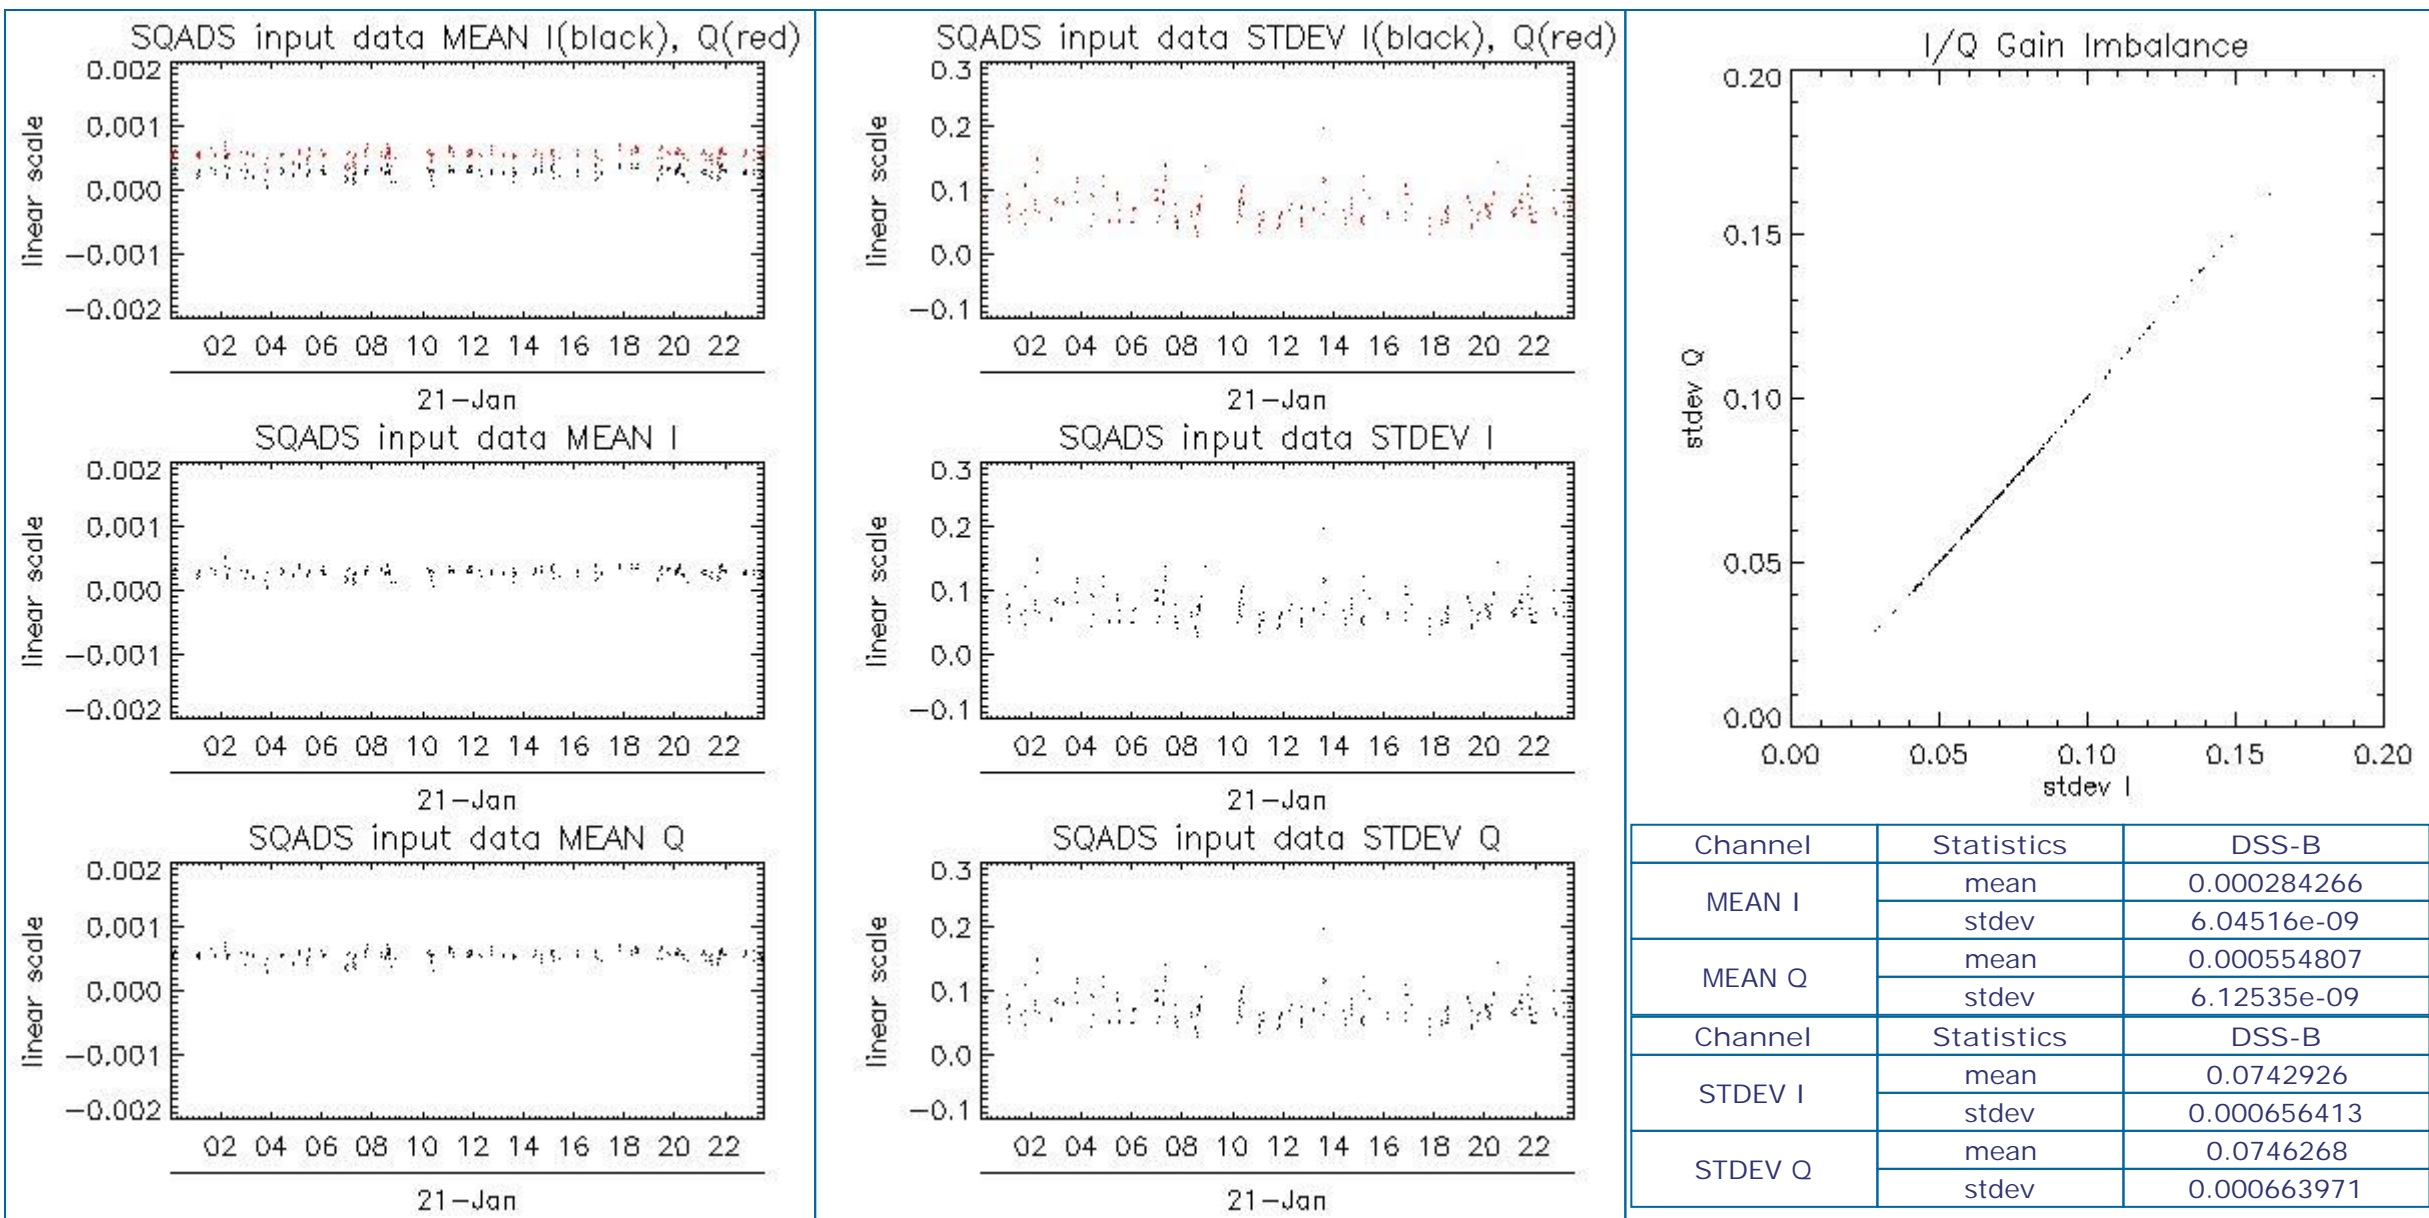 SQADS input data MEAN I(black), Q(red)
linear scale
0.002
0.001
0.000
−0.001
−0.002
02 04 06 08 10 12 14 16 18 20 22
21−Jan
SQADS input data MEAN I
linear scale
0.002
0.001
0.000
−0.001
−0.002
02 04 06 08 10 12 14 16 18 20 22
21−Jan
SQADS input data MEAN Q
linear scale
0.002
0.001
0.000
−0.001
−0.002
02 04 06 08 10 12 14 16 18 20 22
21−Jan
SQADS input data STDEV I(black), Q(red)
linear scale
0.3
0.2
0.1
0.0
−0.1
02 04 06 08 10 12 14 16 18 20 22
21−Jan
SQADS input data STDEV I
linear scale
0.3
0.2
0.1
0.0
−0.1
02 04 06 08 10 12 14 16 18 20 22
21−Jan
SQADS input data STDEV Q
linear scale
0.3
0.2
0.1
0.0
−0.1
02 04 06 08 10 12 14 16 18 20 22
21−Jan
I/Q Gain Imbalance
stdev Q
0.20
0.15
0.10
0.05
0.00
0.00 0.05 0.10 0.15 0.20
stdev I
Channel Statistics DSS-B
MEAN I mean 0.000284266
stdev 6.04516e-09
MEAN Q mean 0.000554807
stdev 6.12535e-09
Channel Statistics DSS-B
STDEV I mean 0.0742926
stdev 0.000656413
STDEV Q mean 0.0746268
stdev 0.000663971